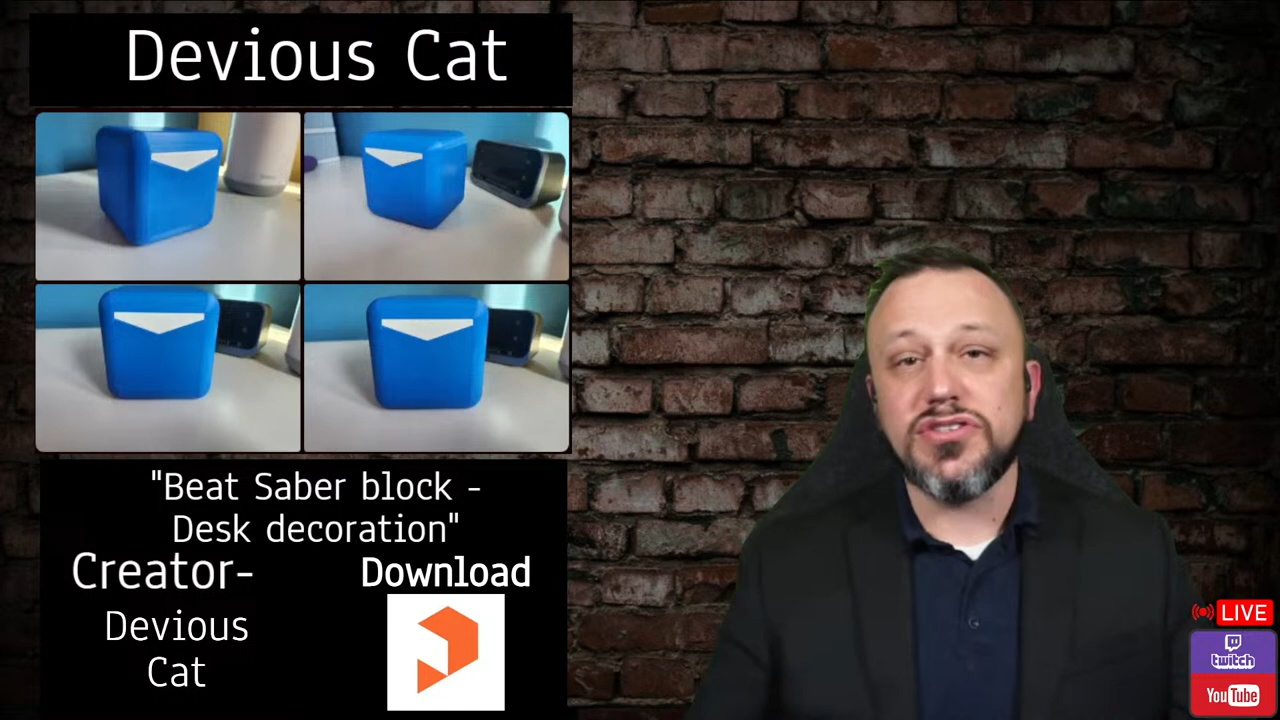 Devious Cat
"Beat Saber block -
Desk decoration"
Creator-
Download
Devious
Cat
LIVE
twitch
YouTube